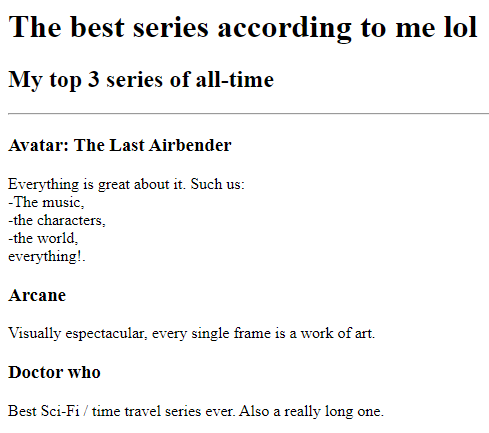 The best series according to me lol
My top 3 series of all-time
Avatar: The Last Airbender
Everything is great about it. Such us:
-The music,
-the characters,
-the world,
everything!.
Arcane
Visually espectacular, every single frame is a work of art.
Doctor who
Best Sci-Fi / time travel series ever. Also a really long one.